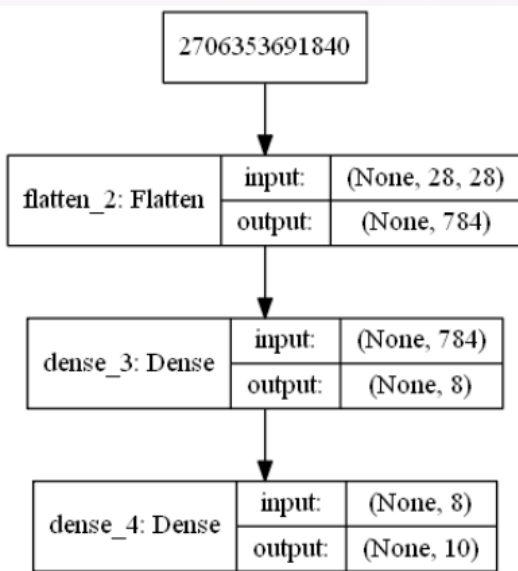 2706353691840
flatten_2: Flatten
input:
(None, 28, 28)
output:
(None, 784)
dense_3: Dense
input:
(None, 784)
output:
(None, 8)
dense_4: Dense
input:
(None, 8)
output:
(None, 10)